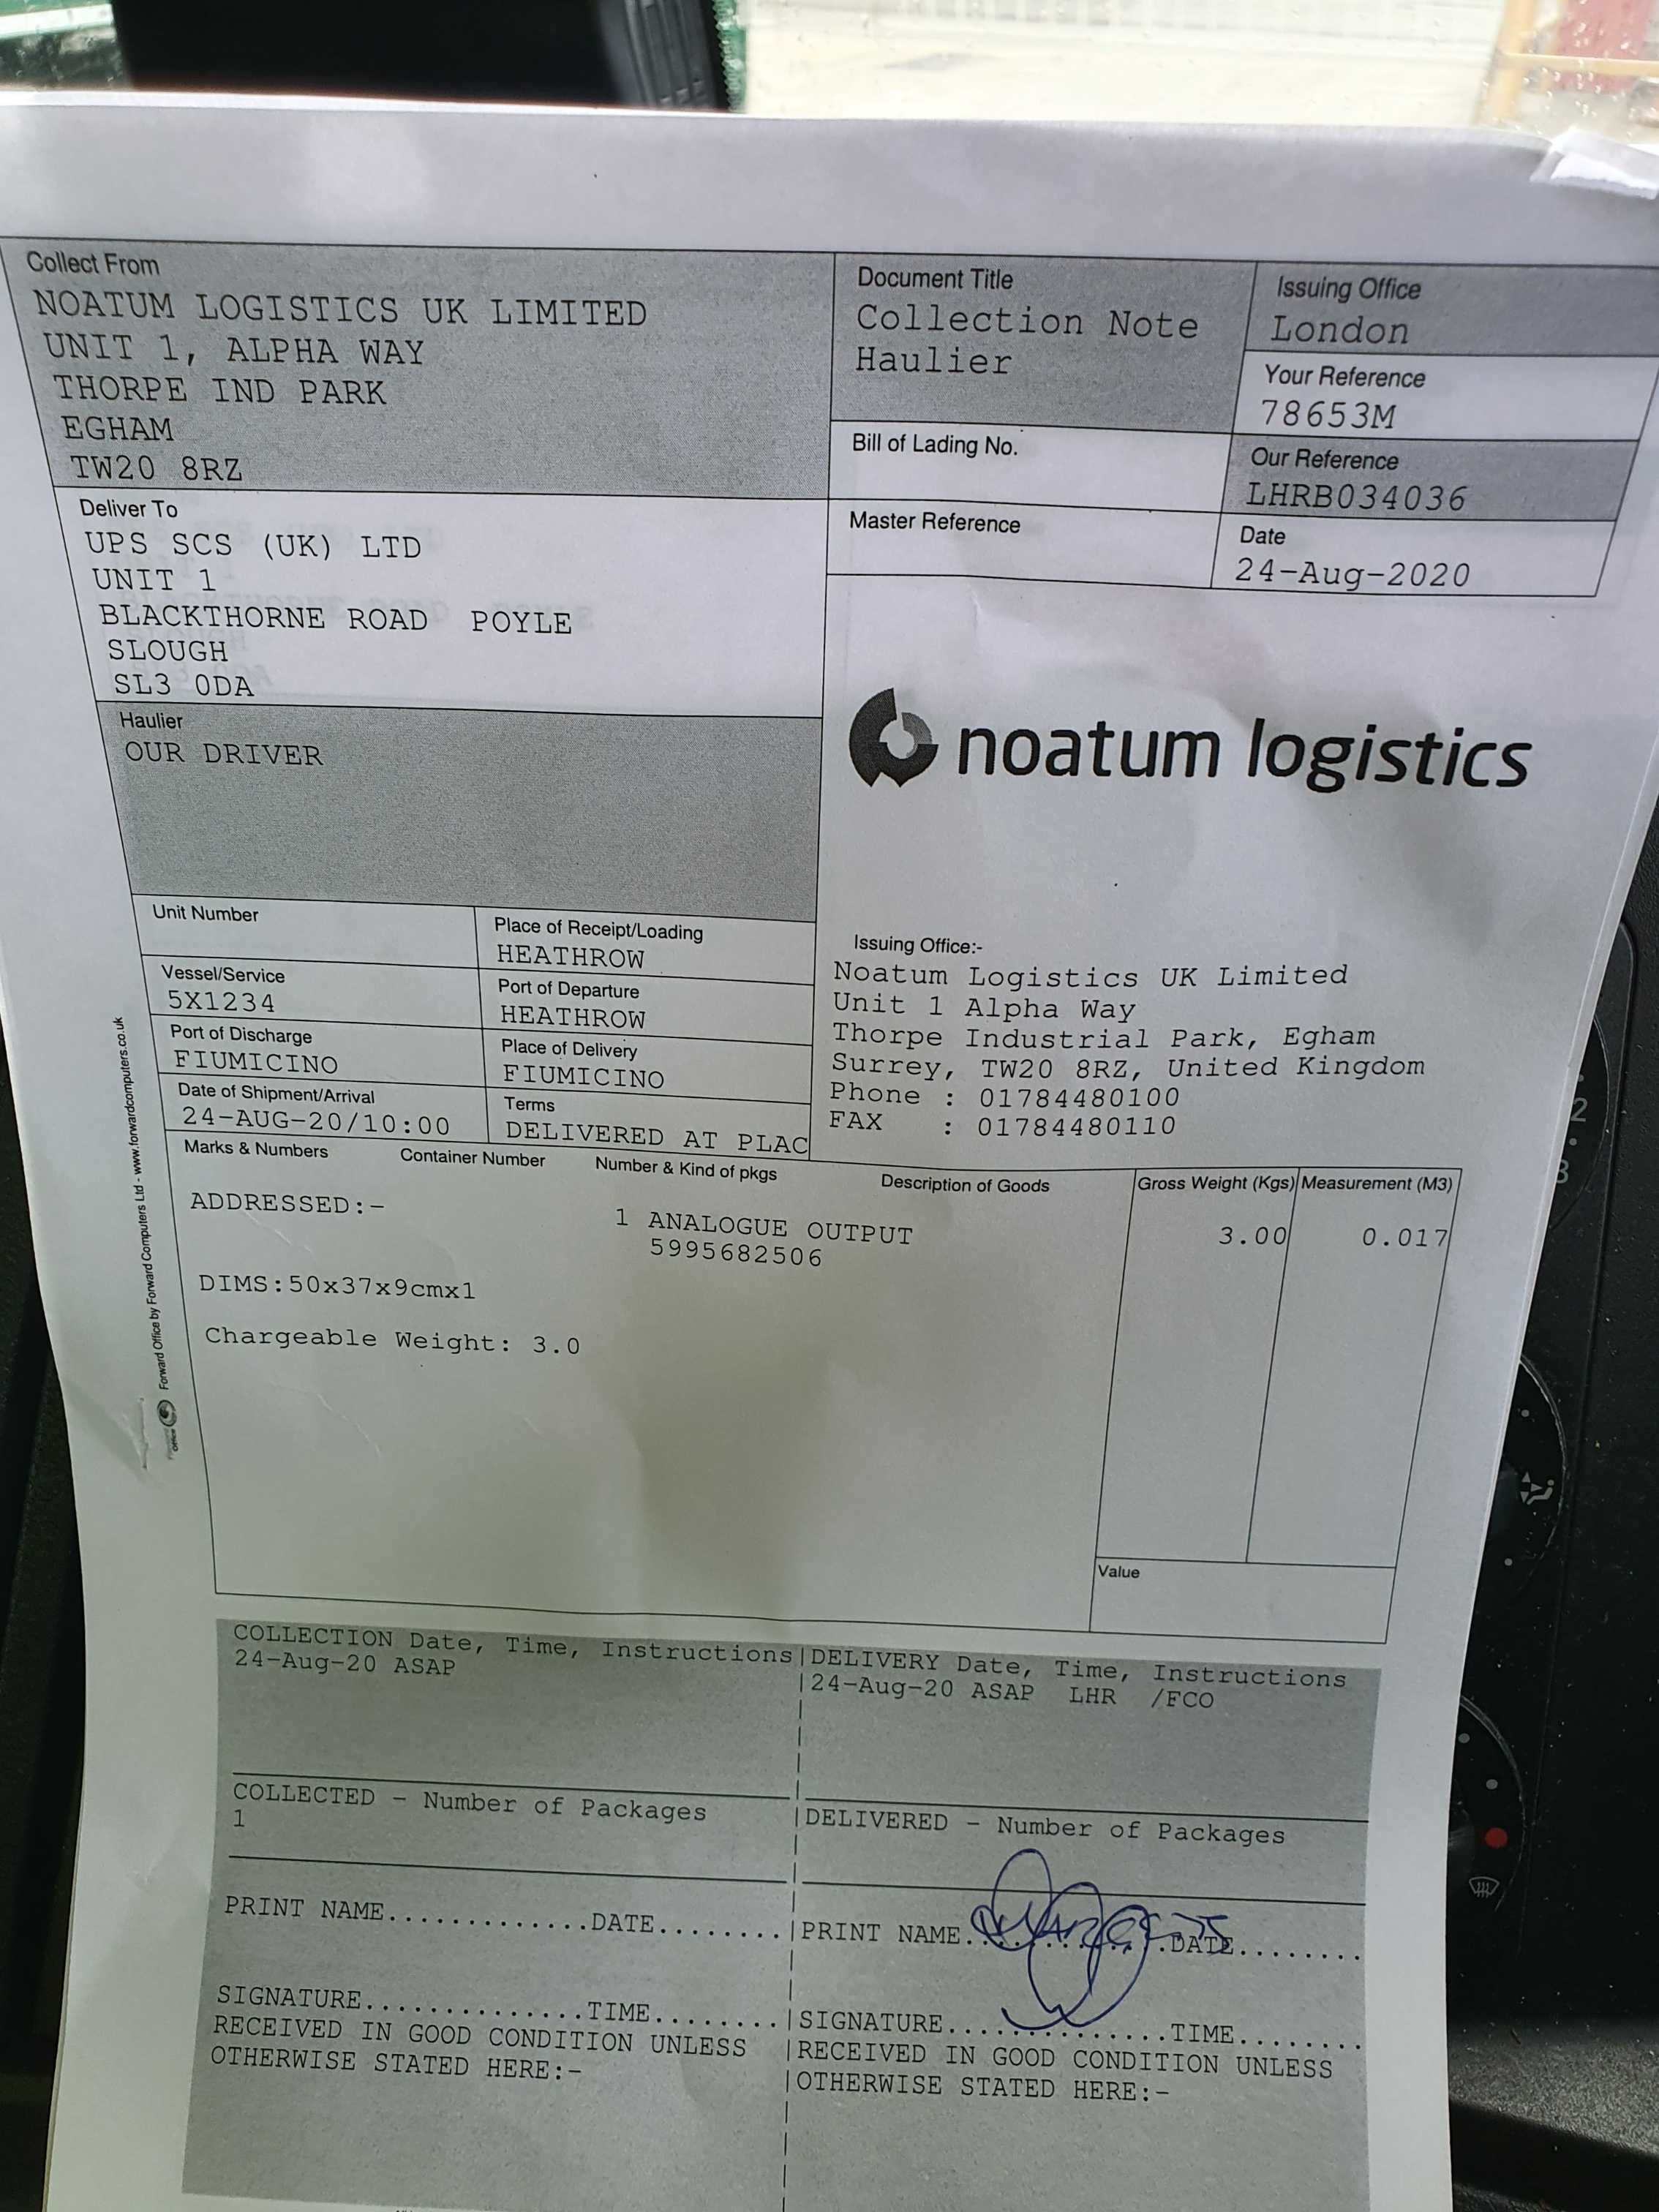 Collect From
NOATUM LOGISTICS UK LIMITED
UNIT 1, ALPHA WAY
THORPE IND PARK
EGHAM
TW20 8RZ
Document Title
Collection Note
Haulier
Issuing Office
London
Your Reference
78653M
Bill of Lading No.
Our Reference
LHRB034036
Master Reference
Date
24-Aug-2020
Deliver To
UPS SCS (UK) LTD
UNIT 1
BLACKTHORNE ROAD POYLE
SLOUGH
SL3 0DA
Haulier
OUR DRIVER
noatum logistics
Unit Number
Place of Receipt/Loading
HEATHROW
Vessel/Service
5X1234
Port of Departure
HEATHROW
Port of Discharge
FIUMICINO
Place of Delivery
FIUMICINO
Date of Shipment/Arrival
24-AUG-20/10:00
Terms
DELIVERED AT PLAC
Issuing Office:-
Noatum Logistics UK Limited
Unit 1 Alpha Way
Thorpe Industrial Park, Egham
Surrey, TW20 8RZ, United Kingdom
Phone : 01784480100
FAX : 01784480110
Marks & Numbers Container Number Number & Kind of pkgs Description of Goods Gross Weight (Kgs) Measurement (M3)
ADDRESSED:-
1 ANALOGUE OUTPUT 3.00 0.017
5995682506
DIMS:50x37x9cmx1
Chargeable Weight: 3.0
Value
Forward Office by Forward Computers Ltd - www.forwardcomputers.co.uk
COLLECTION Date, Time, Instructions
24-Aug-20 ASAP
DELIVERY Date, Time, Instructions
24-Aug-20 ASAP LHR /FCO
COLLECTED - Number of Packages
1
DELIVERED - Number of Packages
PRINT NAME.............DATE........
PRINT NAME.............DATE........
SIGNATURE..............TIME........
SIGNATURE..............TIME........
RECEIVED IN GOOD CONDITION UNLESS
OTHERWISE STATED HERE:-
RECEIVED IN GOOD CONDITION UNLESS
OTHERWISE STATED HERE:-
2
3